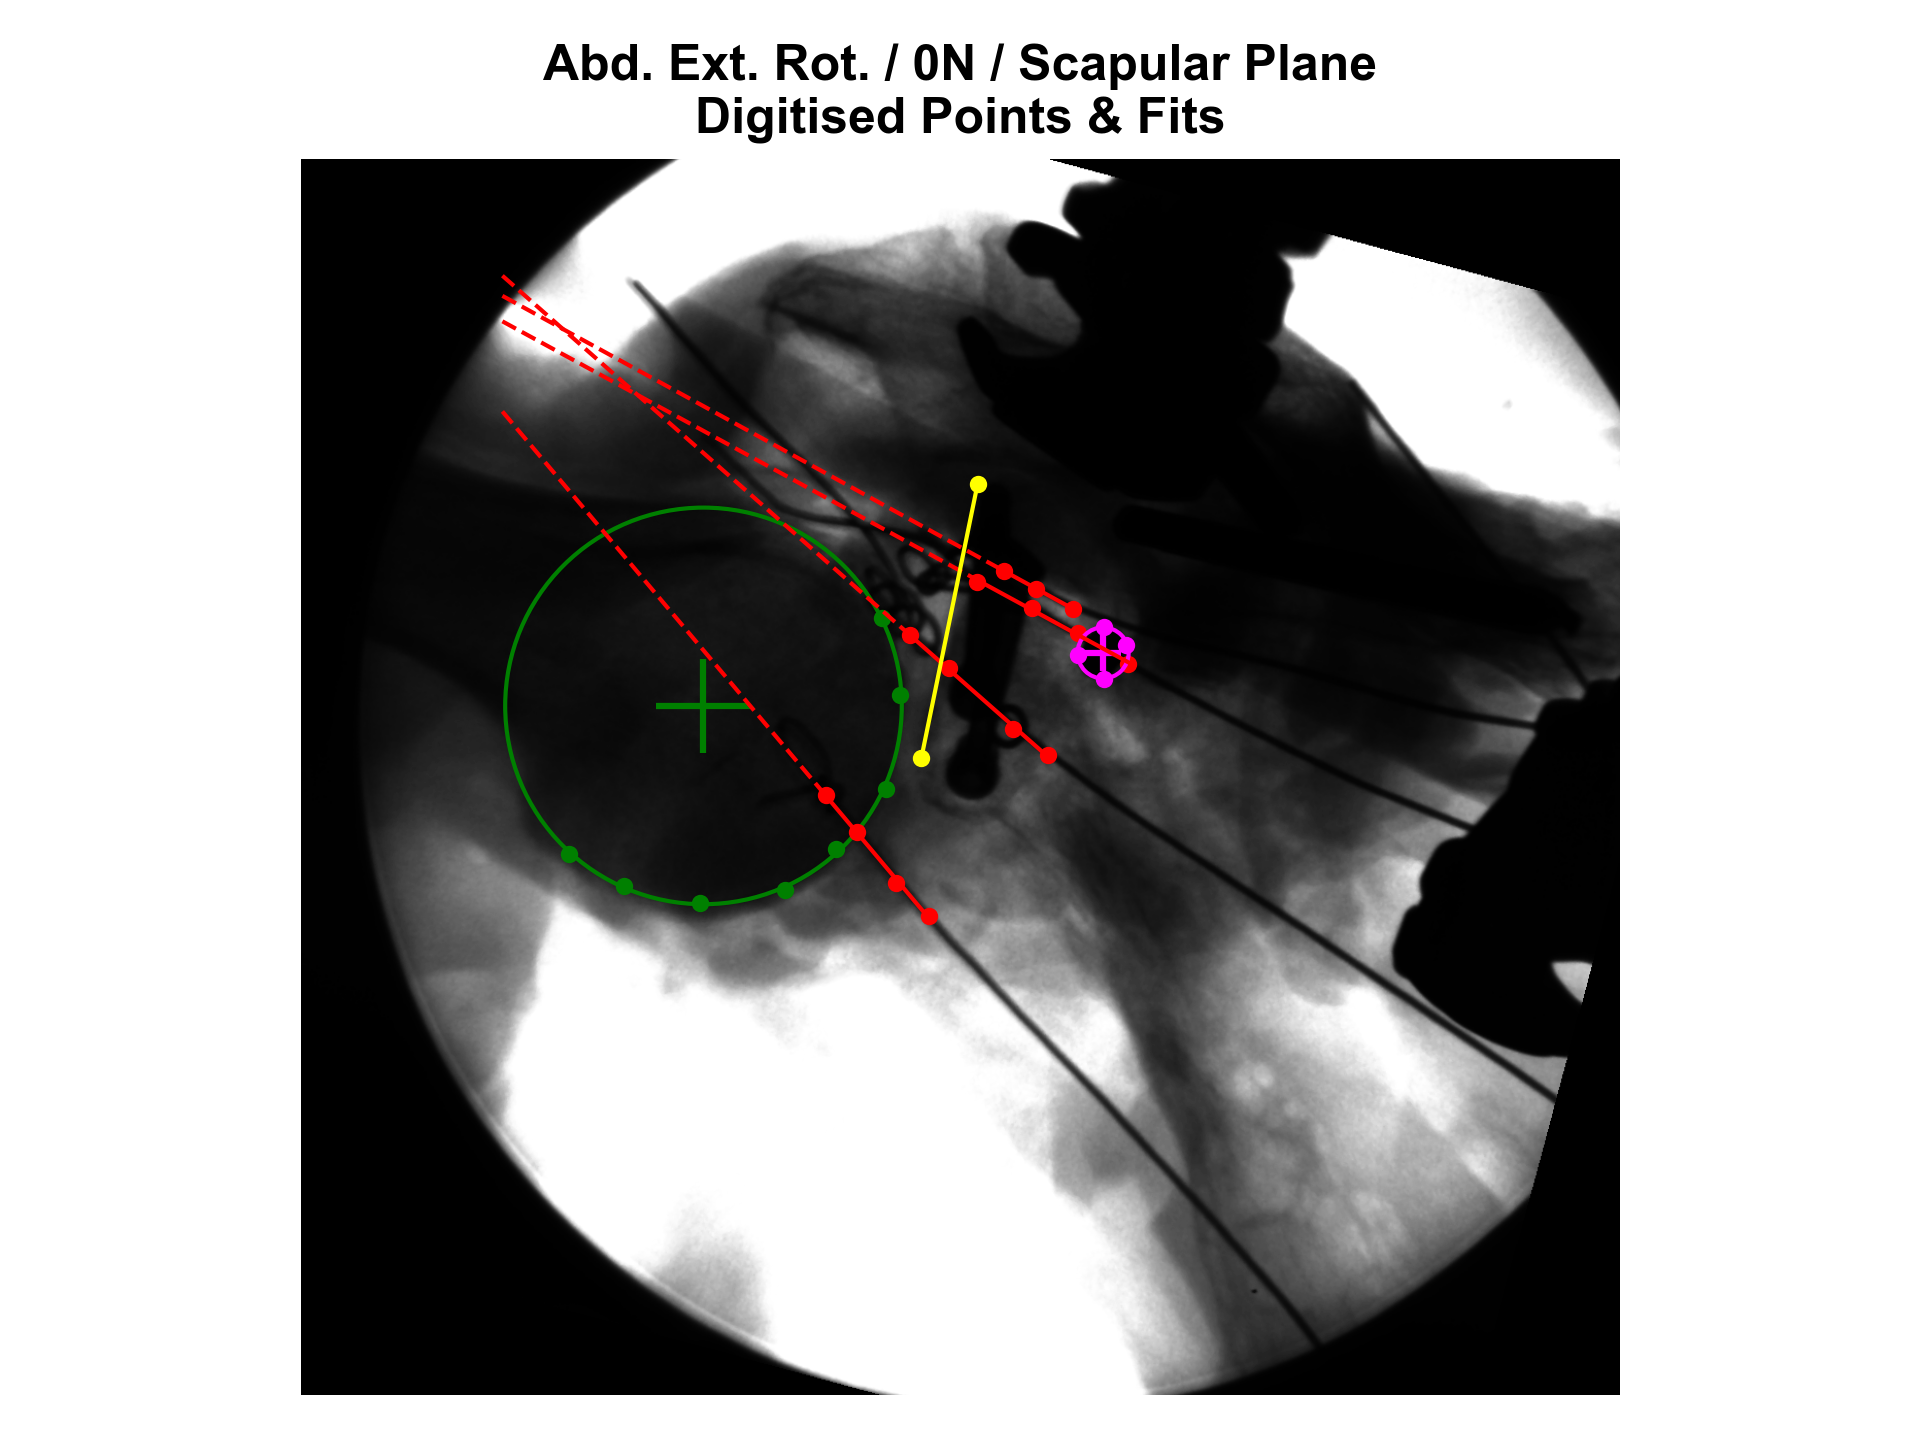 Abd. Ext. Rot. / 0N / Scapular Plane
Digitised Points & Fits